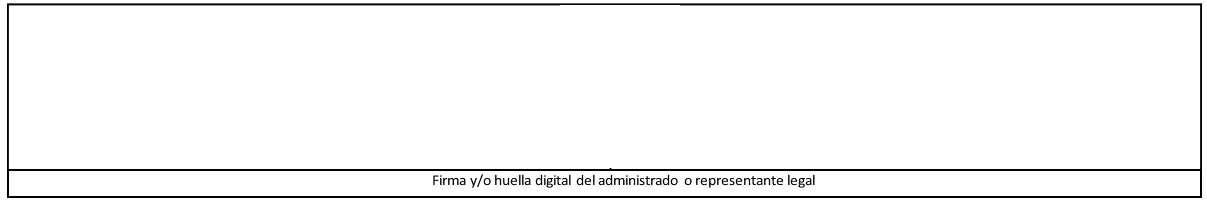 Firma y/o huella digital del administrado o representante legal